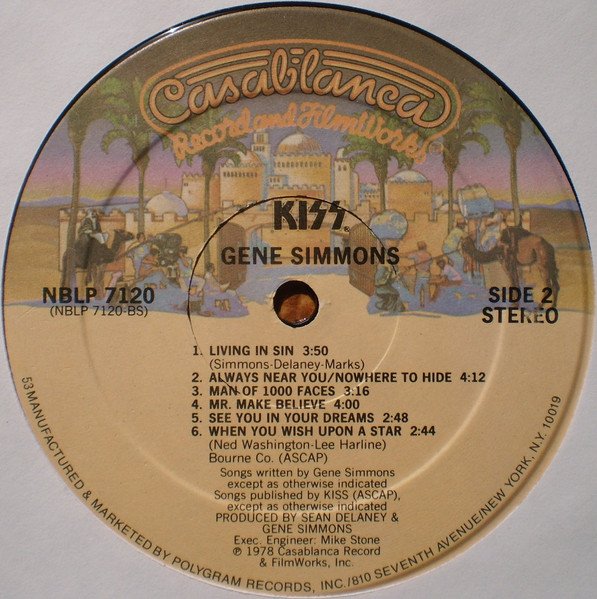 Casablanca
Record and FilmWorks
KISS®
GENE SIMMONS
NBLP 7120
(NBLP 7120-BS)
SIDE 2
STEREO
1. LIVING IN SIN 3:50
(Simmons-Delaney-Marks)
2. ALWAYS NEAR YOU/NOWHERE TO HIDE 4:12
3. MAN OF 1000 FACES 3:16
4. MR. MAKE BELIEVE 4:00
5. SEE YOU IN YOUR DREAMS 2:48
6. WHEN YOU WISH UPON A STAR 2:44
(Ned Washington-Lee Harline)
Bourne Co. (ASCAP)
Songs written by Gene Simmons
except as otherwise indicated
Songs published by KISS (ASCAP),
except as otherwise indicated
PRODUCED BY SEAN DELANEY &
GENE SIMMONS
Exec. Engineer: Mike Stone
℗ 1978 Casablanca Record
& FilmWorks, Inc.
53 MANUFACTURED & MARKETED BY POLYGRAM RECORDS, INC./810 SEVENTH AVENUE/NEW YORK, N.Y. 10019